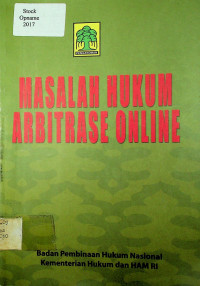 Stock
Opname
2017
MASALAH HUKUM
ARBITRASE ONLINE
Badan Pembinaan Hukum Nasional
Kementerian Hukum dan HAM RI